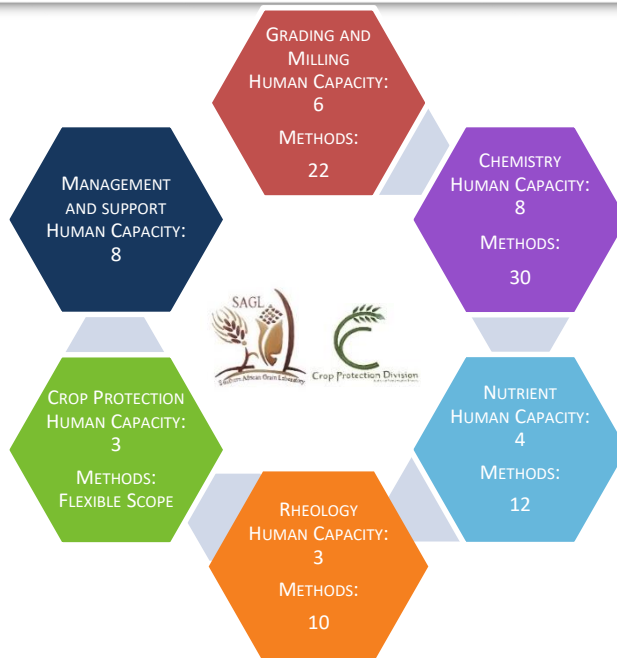 GRADING AND
MILLING
HUMAN CAPACITY:
6
METHODS:
22
CHEMISTRY
HUMAN CAPACITY:
8
METHODS:
30
NUTRIENT
HUMAN CAPACITY:
4
METHODS:
12
RHEOLOGY
HUMAN CAPACITY:
3
METHODS:
10
CROP PROTECTION
HUMAN CAPACITY:
3
METHODS:
FLEXIBLE SCOPE
MANAGEMENT
AND SUPPORT
HUMAN CAPACITY:
8
SAGL
Southern African Grain Laboratory
Crop Protection Division